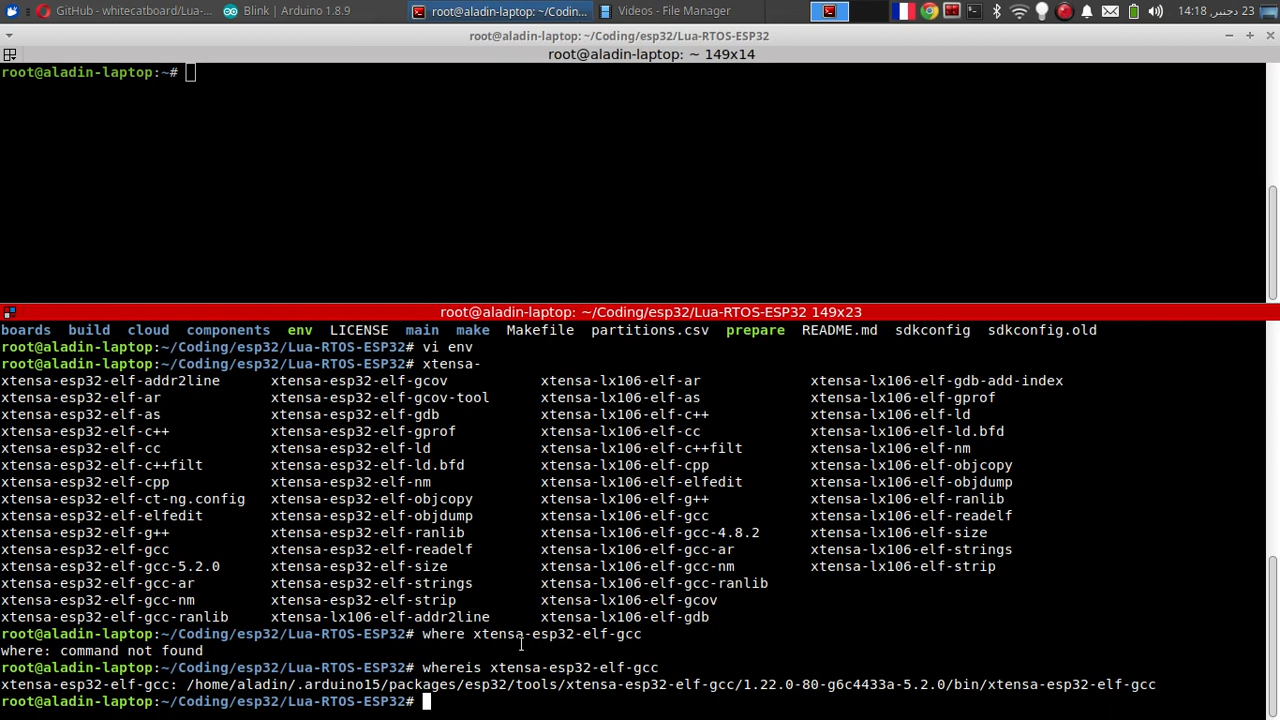 GitHub - whitecatboard/Lua-... Blink | Arduino 1.8.9 root@aladin-laptop: ~/Codin... Videos - File Manager 14:18 ,دجنبر 23
root@aladin-laptop: ~/Coding/esp32/Lua-RTOS-ESP32
root@aladin-laptop: ~ 149x14
root@aladin-laptop:~#
root@aladin-laptop: ~/Coding/esp32/Lua-RTOS-ESP32 149x23
boards build cloud components env LICENSE main make Makefile partitions.csv prepare README.md sdkconfig sdkconfig.old
root@aladin-laptop:~/Coding/esp32/Lua-RTOS-ESP32# vi env
root@aladin-laptop:~/Coding/esp32/Lua-RTOS-ESP32# xtensa-
xtensa-esp32-elf-addr2line xtensa-esp32-elf-gcov xtensa-lx106-elf-ar xtensa-lx106-elf-gdb-add-index
xtensa-esp32-elf-ar xtensa-esp32-elf-gcov-tool xtensa-lx106-elf-as xtensa-lx106-elf-gprof
xtensa-esp32-elf-as xtensa-esp32-elf-gdb xtensa-lx106-elf-c++ xtensa-lx106-elf-ld
xtensa-esp32-elf-c++ xtensa-esp32-elf-gprof xtensa-lx106-elf-cc xtensa-lx106-elf-ld.bfd
xtensa-esp32-elf-cc xtensa-esp32-elf-ld xtensa-lx106-elf-c++filt xtensa-lx106-elf-nm
xtensa-esp32-elf-c++filt xtensa-esp32-elf-ld.bfd xtensa-lx106-elf-cpp xtensa-lx106-elf-objcopy
xtensa-esp32-elf-cpp xtensa-esp32-elf-nm xtensa-lx106-elf-elfedit xtensa-lx106-elf-objdump
xtensa-esp32-elf-ct-ng.config xtensa-esp32-elf-objcopy xtensa-lx106-elf-g++ xtensa-lx106-elf-ranlib
xtensa-esp32-elf-elfedit xtensa-esp32-elf-objdump xtensa-lx106-elf-gcc xtensa-lx106-elf-readelf
xtensa-esp32-elf-g++ xtensa-esp32-elf-ranlib xtensa-lx106-elf-gcc-4.8.2 xtensa-lx106-elf-size
xtensa-esp32-elf-gcc xtensa-esp32-elf-readelf xtensa-lx106-elf-gcc-ar xtensa-lx106-elf-strings
xtensa-esp32-elf-gcc-5.2.0 xtensa-esp32-elf-size xtensa-lx106-elf-gcc-nm xtensa-lx106-elf-strip
xtensa-esp32-elf-gcc-ar xtensa-esp32-elf-strings xtensa-lx106-elf-gcc-ranlib
xtensa-esp32-elf-gcc-nm xtensa-esp32-elf-strip xtensa-lx106-elf-gcov
xtensa-esp32-elf-gcc-ranlib xtensa-lx106-elf-addr2line xtensa-lx106-elf-gdb
root@aladin-laptop:~/Coding/esp32/Lua-RTOS-ESP32# where xtensa-esp32-elf-gcc
where: command not found
root@aladin-laptop:~/Coding/esp32/Lua-RTOS-ESP32# whereis xtensa-esp32-elf-gcc
xtensa-esp32-elf-gcc: /home/aladin/.arduino15/packages/esp32/tools/xtensa-esp32-elf-gcc/1.22.0-80-g6c4433a-5.2.0/bin/xtensa-esp32-elf-gcc
root@aladin-laptop:~/Coding/esp32/Lua-RTOS-ESP32#